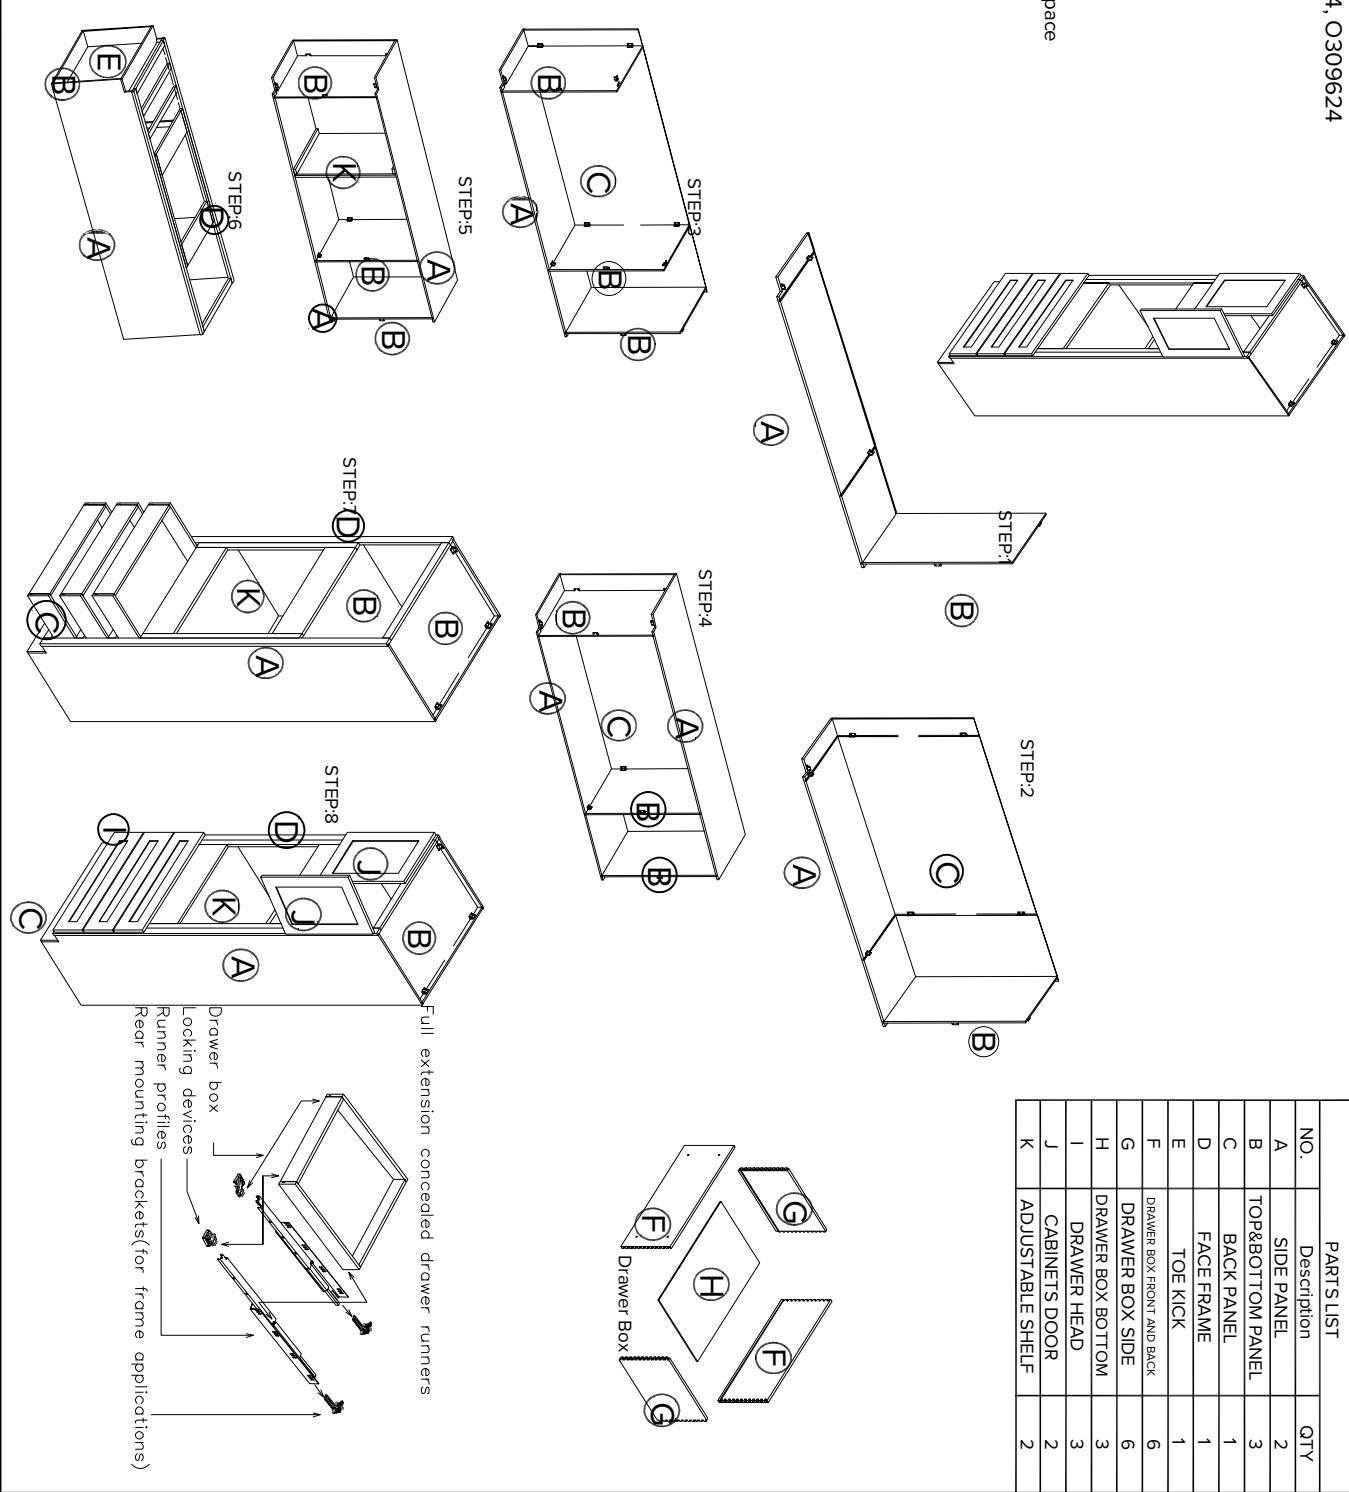 4, O309624
pace
STEP:1
A
B
STEP:2
A
C
B
STEP:3
B
C
A
B
B
STEP:4
B
A
C
A
B
B
STEP:5
B
K
A
B
A
B
STEP:6
E
B
D
A
STEP:7
D
K
B
B
C
A
STEP:8
I
D
J
J
K
B
C
A
Full extension concealed drawer runners
Drawer box
Locking devices
Runner profiles
Rear mounting brackets(for frame applications)
G
F
H
F
G
Drawer Box
PARTS LIST
NO. Description QTY
A SIDE PANEL 2
B TOP&BOTTOM PANEL 3
C BACK PANEL 1
D FACE FRAME 1
E TOE KICK 1
F DRAWER BOX FRONT AND BACK 6
G DRAWER BOX SIDE 6
H DRAWER BOX BOTTOM 3
I DRAWER HEAD 3
J CABINETS DOOR 2
K ADJUSTABLE SHELF 2